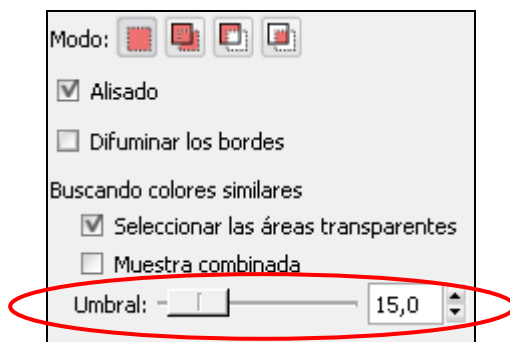 Modo:
Alisado
Difuminar los bordes
Buscando colores similares
Seleccionar las áreas transparentes
Muestra combinada
Umbral: 15,0